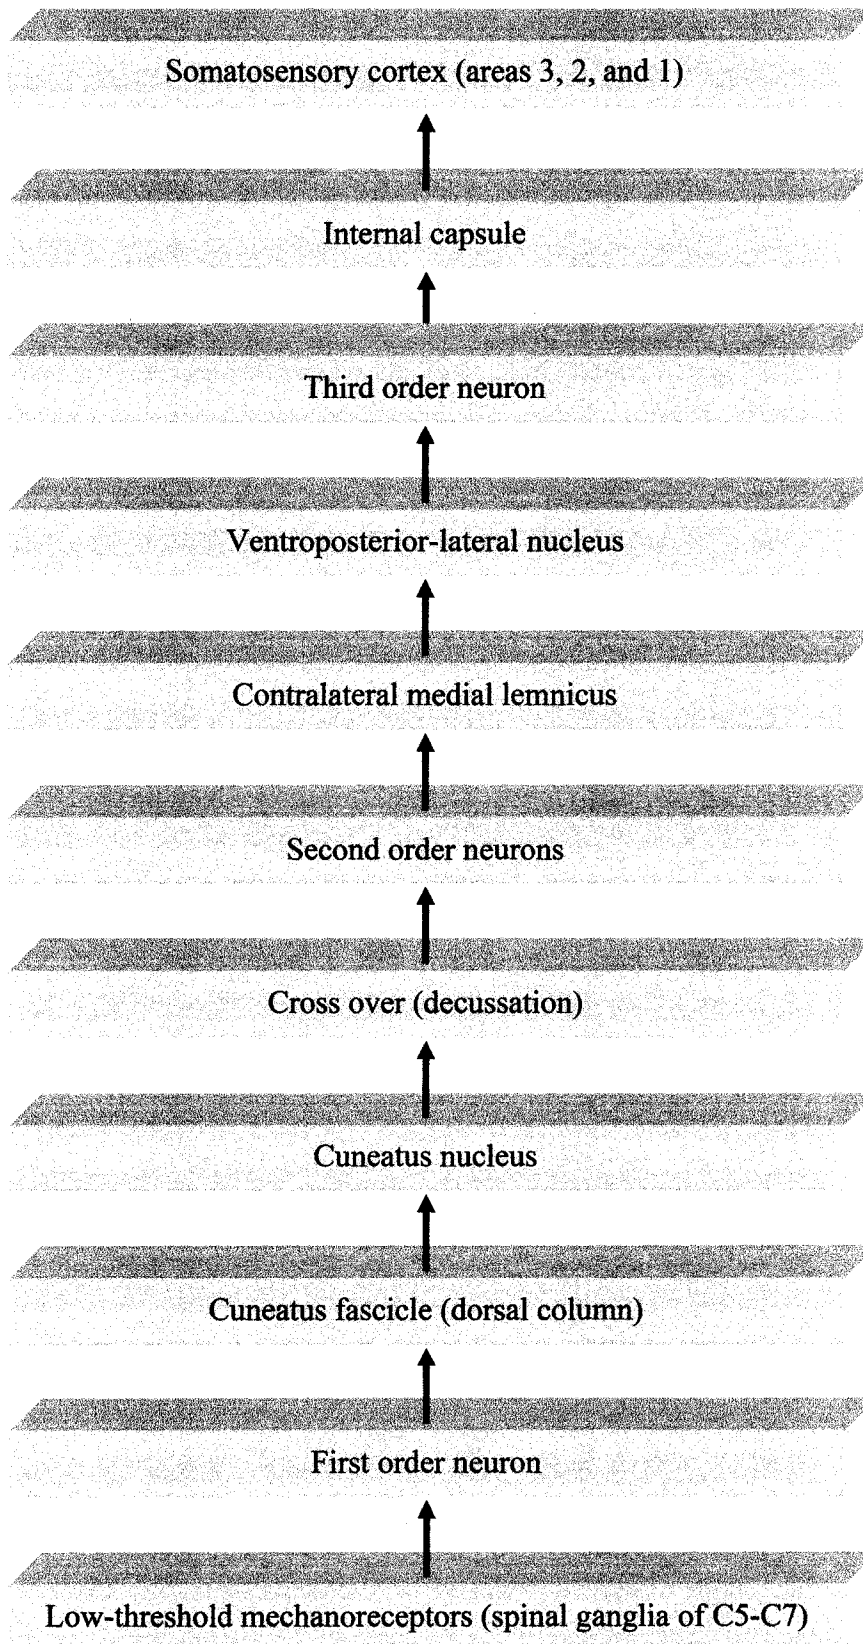 Somatosensory cortex (areas 3, 2, and 1)
Internal capsule
Third order neuron
Ventroposterior-lateral nucleus
Contralateral medial lemnicus
Second order neurons
Cross over (decussation)
Cuneatus nucleus
Cuneatus fascicle (dorsal column)
First order neuron
Low-threshold mechanoreceptors (spinal ganglia of C5-C7)